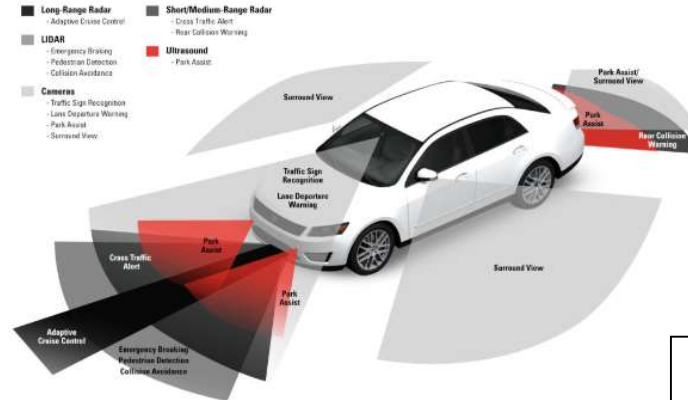 Long-Range Radar
- Adaptive Cruise Control
LIDAR
- Emergency Braking
- Pedestrian Detection
- Collision Avoidance
Cameras
- Traffic Sign Recognition
- Lane Departure Warning
- Park Assist
- Surround View
Short/Medium-Range Radar
- Cross Traffic Alert
- Rear Collision Warning
Ultrasound
- Park Assist
Surround View
Park Assist/
Surround View
Park
Assist
Rear Collision
Warning
Traffic Sign
Recognition
Lane Departure
Warning
Park
Assist
Cross Traffic
Alert
Surround View
Park
Assist
Adaptive
Cruise Control
Emergency Breaking
Pedestrian Detection
Collision Avoidance